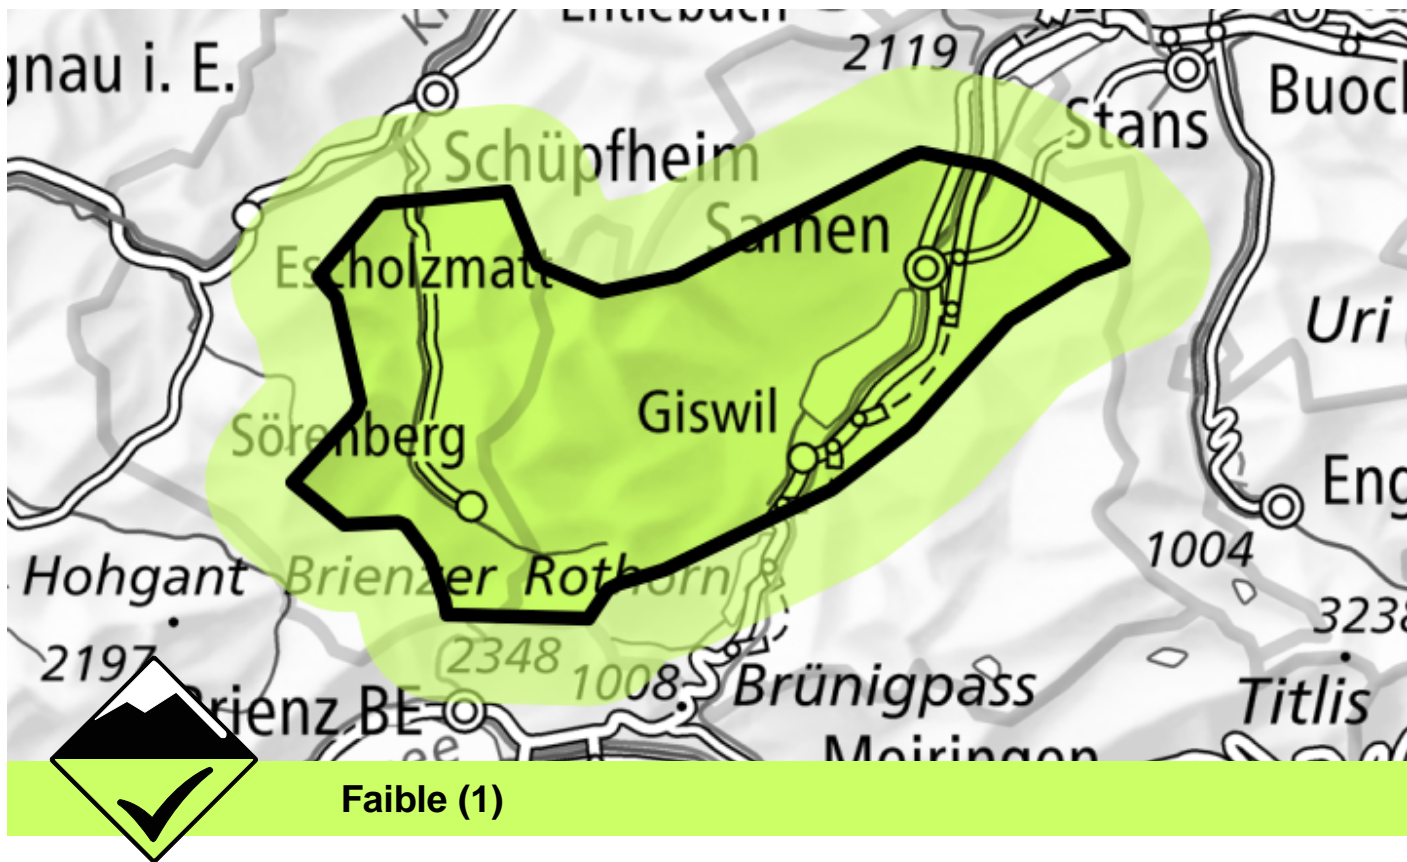 Entlebuch
2119
gnau i. E.
Buoch
Stans
Schüpfheim
Sarnen
Escholzmatt
Uri
Giswil
Sörenberg
Eng
1004
Hohgant
Brienzer Rothorn
3238
2197
2348
1008
Brünigpass
Titlis
Brienz BE
Meiringen
ee
Faible (1)